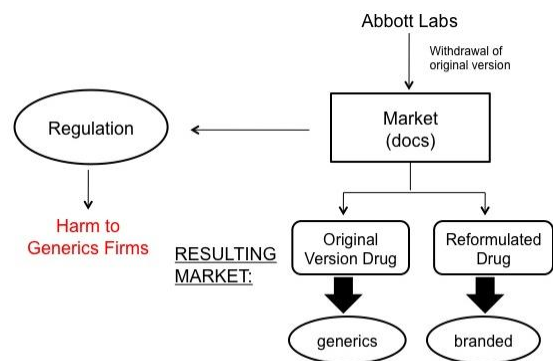 Abbott Labs
Withdrawal of
original version
Regulation
Market
(docs)
Harm to
Generics Firms
RESULTING
MARKET:
Original
Version Drug
Reformulated
Drug
generics
branded